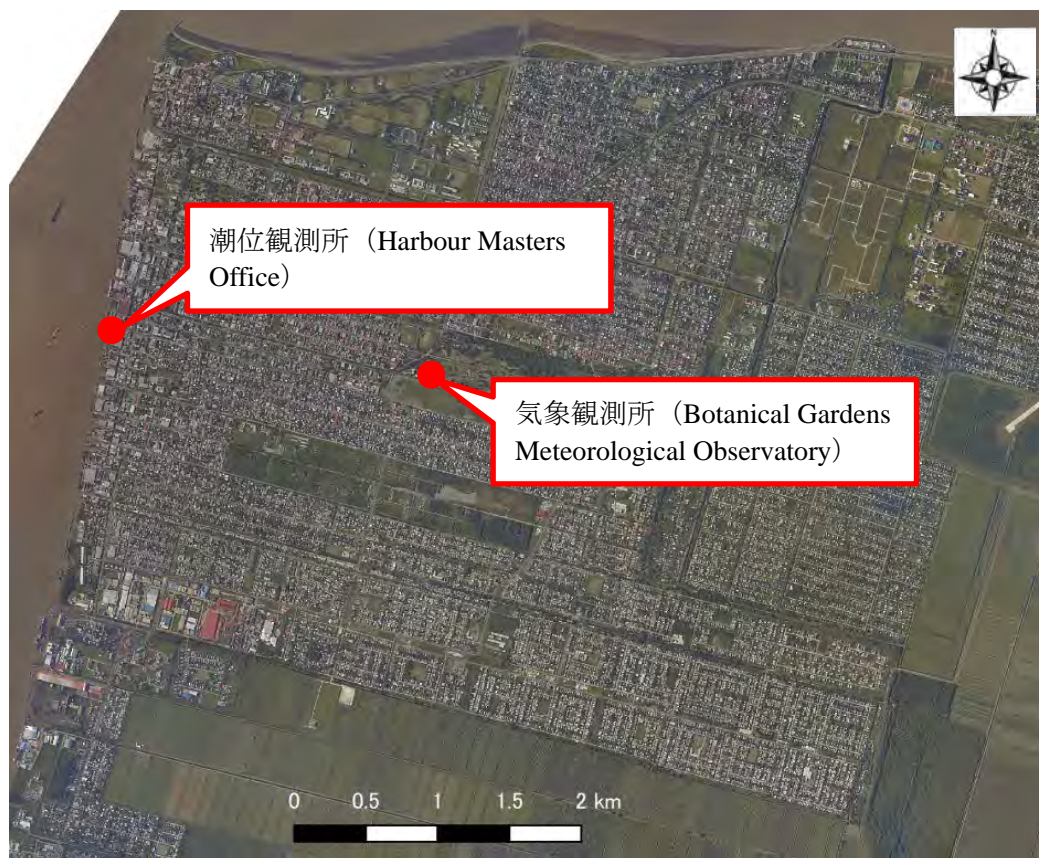 N
潮位観測所（Harbour Masters
Office）
気象観測所（Botanical Gardens
Meteorological Observatory）
0 0.5 1 1.5 2 km